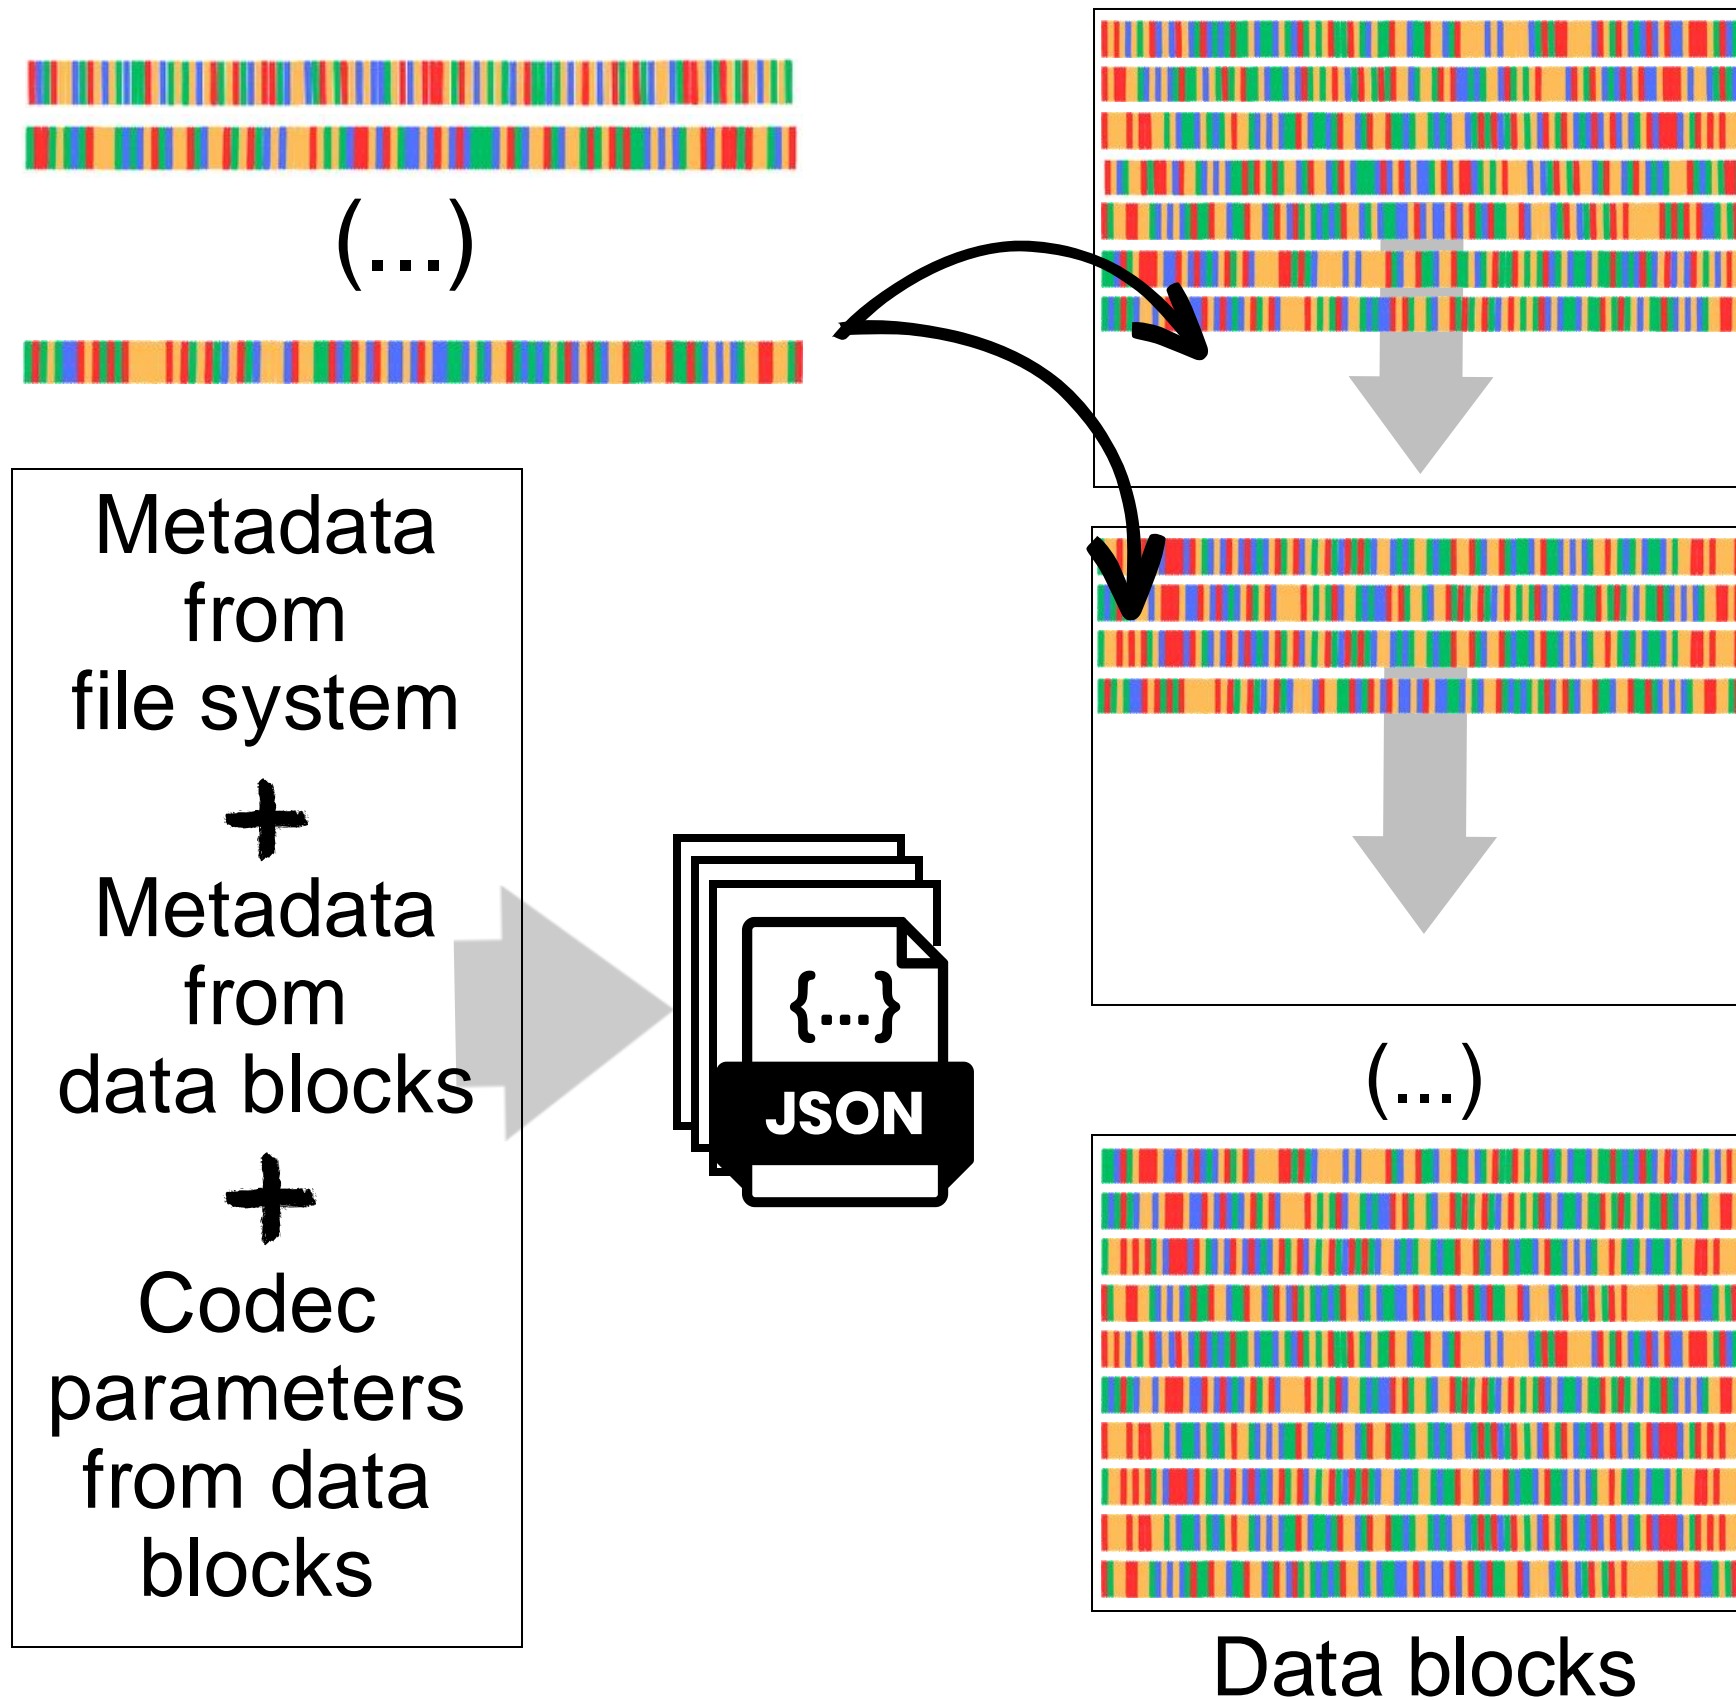 (...)
Metadata
from
file system
+
Metadata
from
data blocks
+
Codec
parameters
from data
blocks
{...}
JSON
(...)
Data blocks